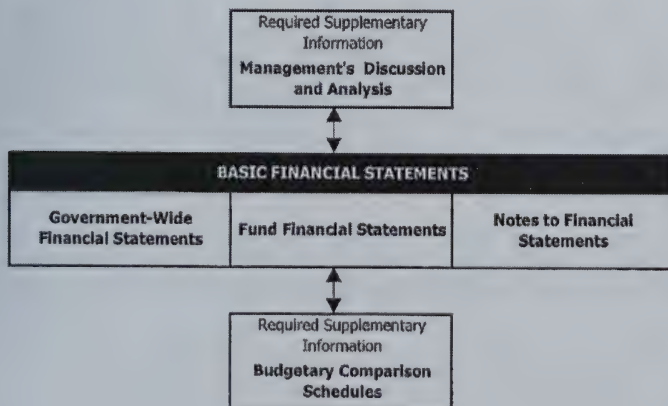 Required Supplementary
Information
Management's Discussion
and Analysis
BASIC FINANCIAL STATEMENTS
Government-Wide
Financial Statements
Fund Financial Statements
Notes to Financial
Statements
Required Supplementary
Information
Budgetary Comparison
Schedules